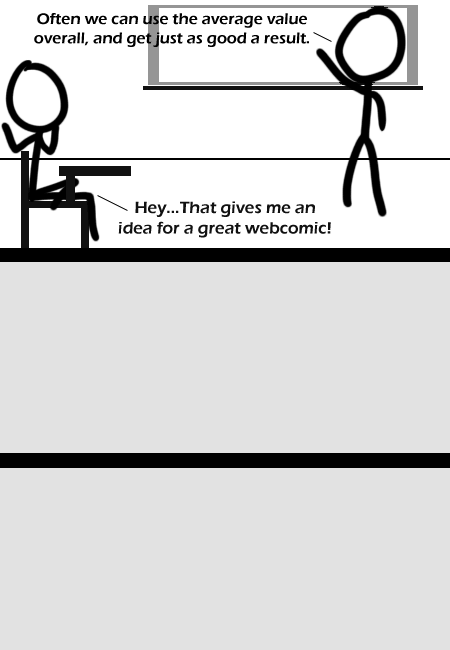 Often we can use the average value
overall, and get just as good a result.
Hey...That gives me an
idea for a great webcomic!